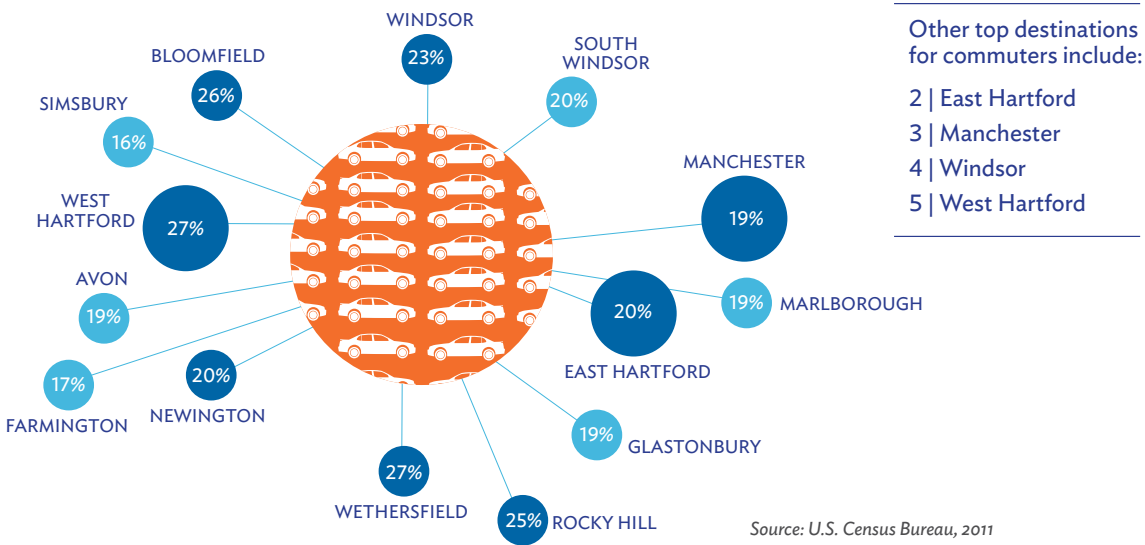 WINDSOR
23%
SOUTH
WINDSOR
20%
BLOOMFIELD
26%
SIMSBURY
16%
WEST
HARTFORD
27%
AVON
19%
FARMINGTON
17%
NEWINGTON
20%
WETHERSFIELD
27%
ROCKY HILL
25%
GLASTONBURY
19%
EAST HARTFORD
20%
MARLBOROUGH
19%
MANCHESTER
19%
Other top destinations
for commuters include:
2 | East Hartford
3 | Manchester
4 | Windsor
5 | West Hartford
Source: U.S. Census Bureau, 2011